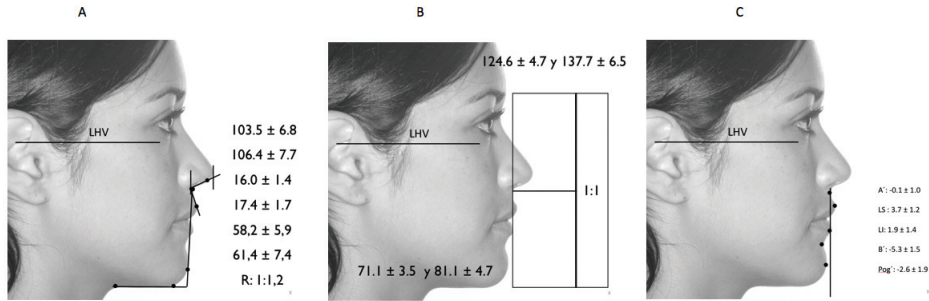 A
B
C
LHV
103.5 ± 6.8
106.4 ± 7.7
16.0 ± 1.4
17.4 ± 1.7
58,2 ± 5,9
61,4 ± 7,4
R: 1:1,2
124.6 ± 4.7 y 137.7 ± 6.5
LHV
1:1
71.1 ± 3.5 y 81.1 ± 4.7
LHV
A´: -0.1 ± 1.0
LS : 3.7 ± 1.2
LI: 1.9 ± 1.4
B´: -5.3 ± 1.5
Pog´: -2.6 ± 1.9